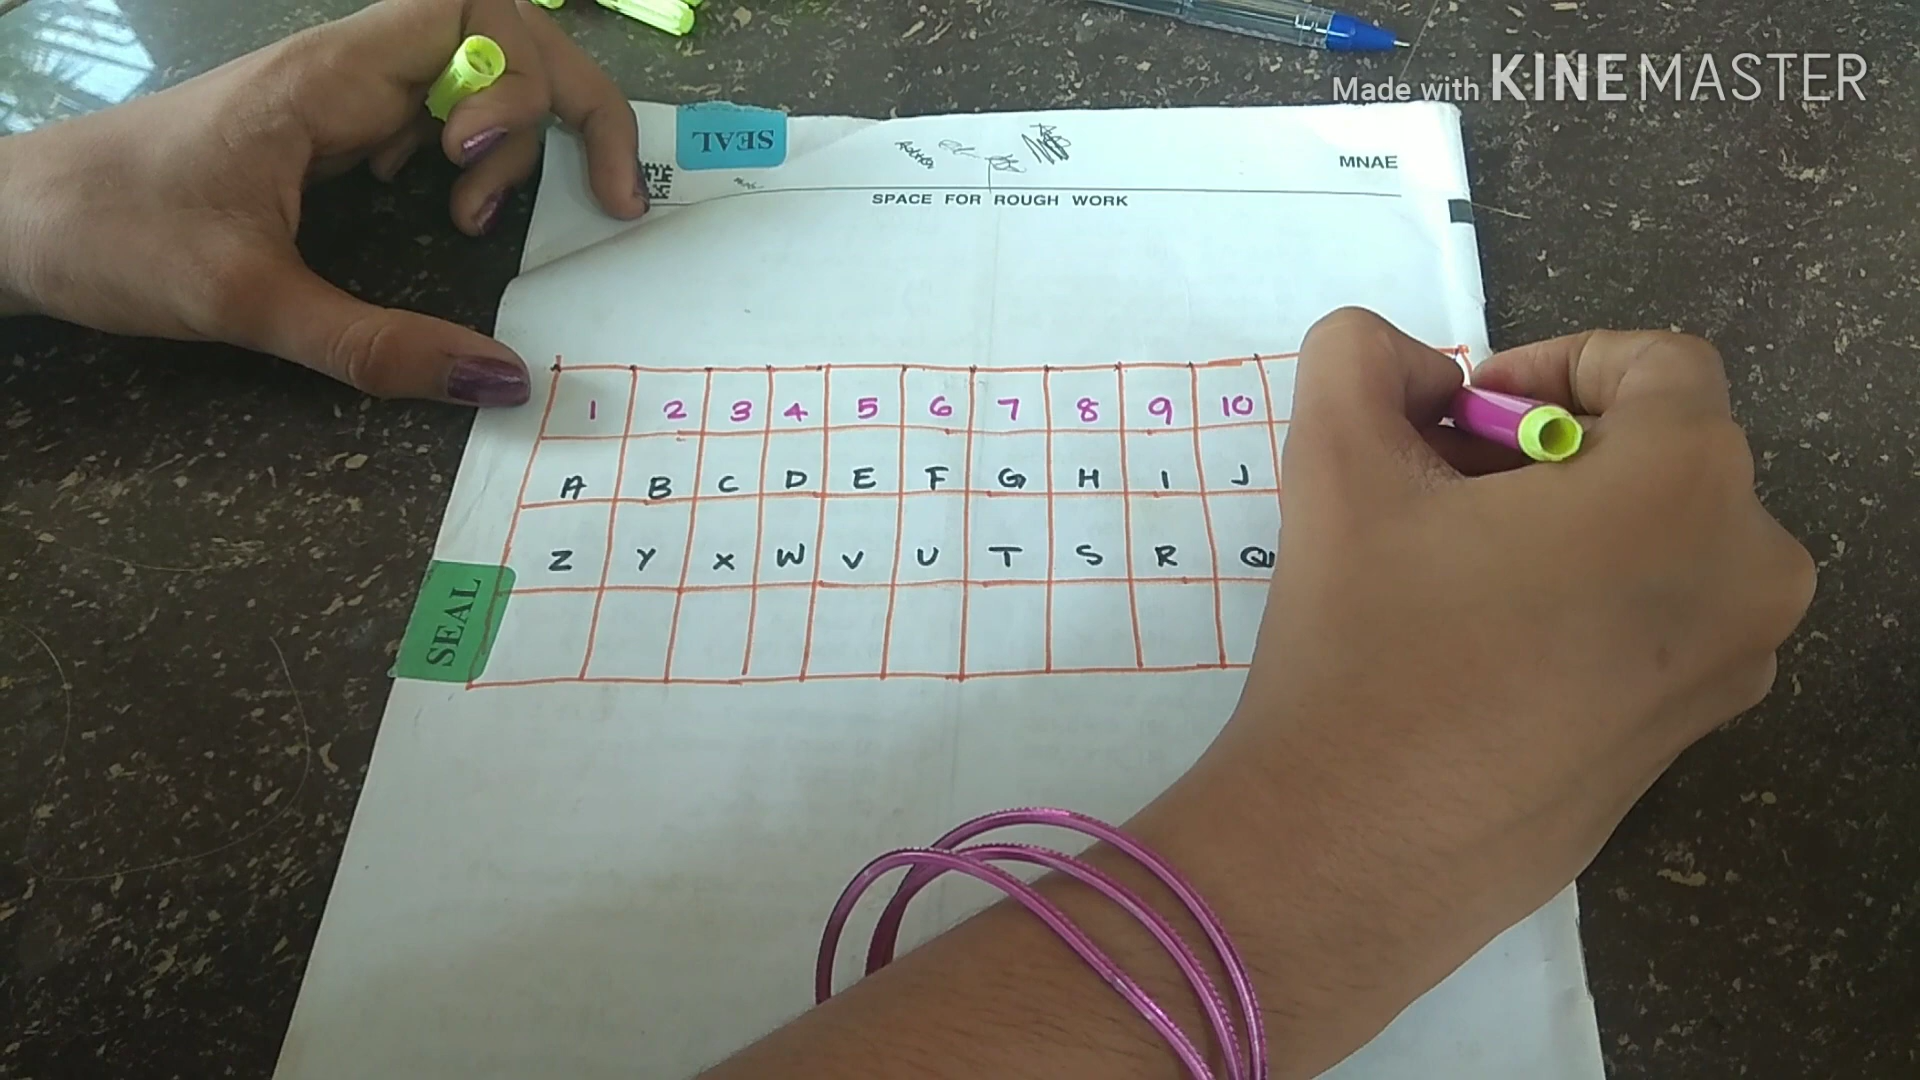 Made with KINEMASTER
SEAL
MNAE
SPACE FOR ROUGH WORK
1 2 3 4 5 6 7 8 9 10
A B C D E F G H I J
Z Y X W V U T S R Q
SEAL